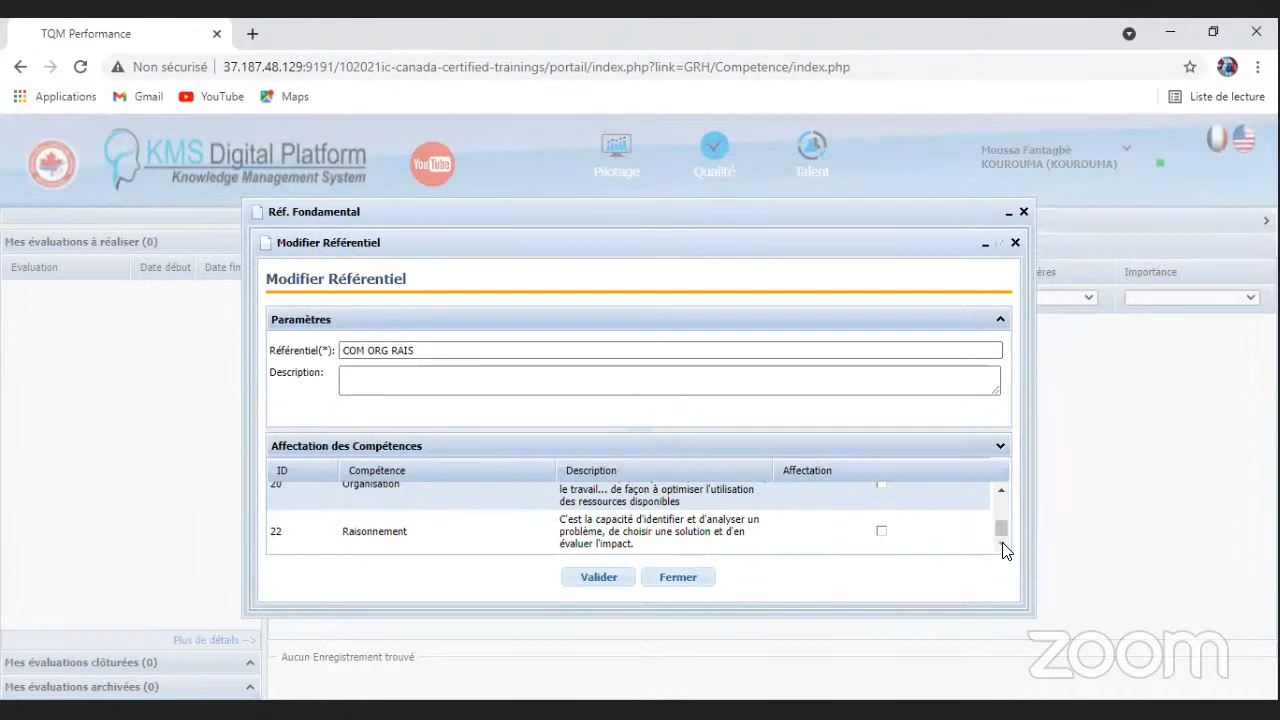 TQM Performance
Non sécurisé | 37.187.48.129:9191/102021ic-canada-certified-trainings/portail/index.php?link=GRH/Competence/index.php
Applications Gmail YouTube Maps Liste de lecture
KMS Digital Platform
Knowledge Management System
YouTube
Pilotage Qualité Talent
Moussa Fantagbè
KOUROUMA (KOUROUMA)
Réf. Fondamental
Mes évaluations à réaliser (0)
Modifier Référentiel
Evaluation Date début Date fin
ères Importance
Modifier Référentiel
Paramètres
Référentiel(*): COM ORG RAIS
Description:
Affectation des Compétences
ID Compétence Description Affectation
20 Organisation
le travail... de façon à optimiser l'utilisation
des ressources disponibles
22 Raisonnement C'est la capacité d'identifier et d'analyser un
problème, de choisir une solution et d'en
évaluer l'impact.
Valider Fermer
Plus de détails -->
Mes évaluations clôturées (0)
Aucun Enregistrement trouvé
Mes évaluations archivées (0)
zoom